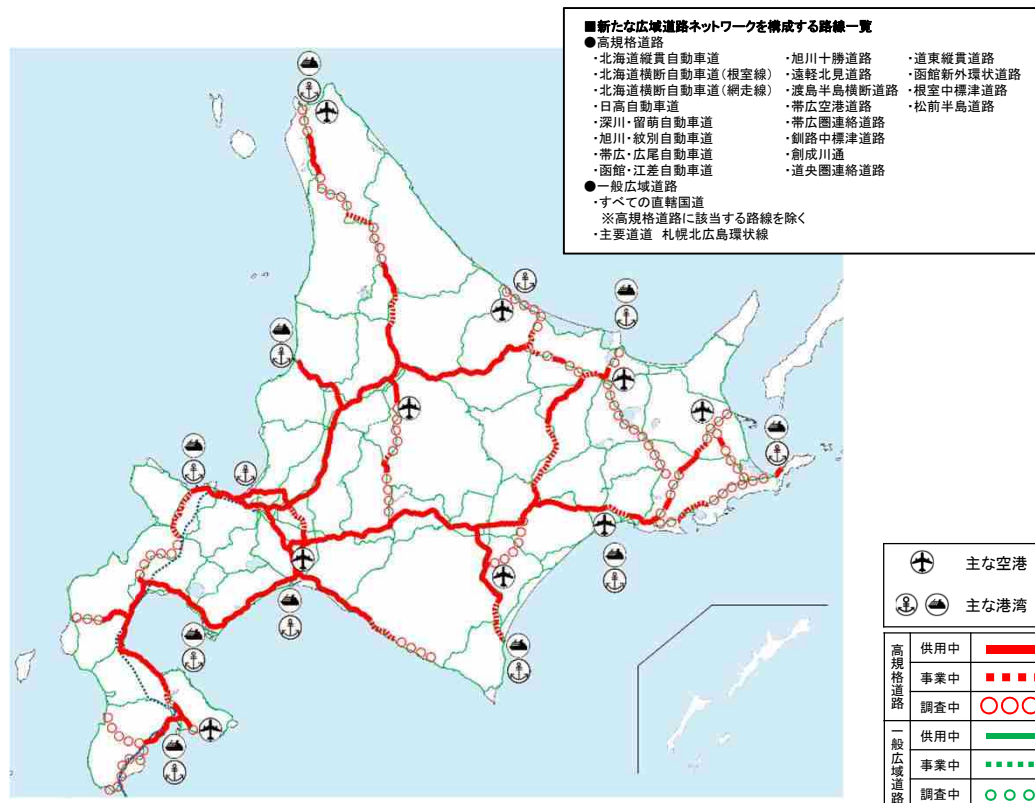 ■新たな広域道路ネットワークを構成する路線一覧
●高規格道路
・北海道縦貫自動車道 ・旭川十勝道路 ・道東縦貫道路
・北海道横断自動車道(根室線) ・遠軽北見道路 ・函館新外環状道路
・北海道横断自動車道(網走線) ・渡島半島横断道路 ・根室中標津道路
・日高自動車道 ・帯広空港道路 ・松前半島道路
・深川・留萌自動車道 ・帯広圏連絡道路
・旭川・紋別自動車道 ・釧路中標津道路
・帯広・広尾自動車道 ・創成川通
・函館・江差自動車道 ・道央圏連絡道路
●一般広域道路
・すべての直轄国道
※高規格道路に該当する路線を除く
・主要道道 札幌北広島環状線
主な空港
主な港湾
高規格道路
供用中
事業中
調査中
一般広域道路
供用中
事業中
調査中